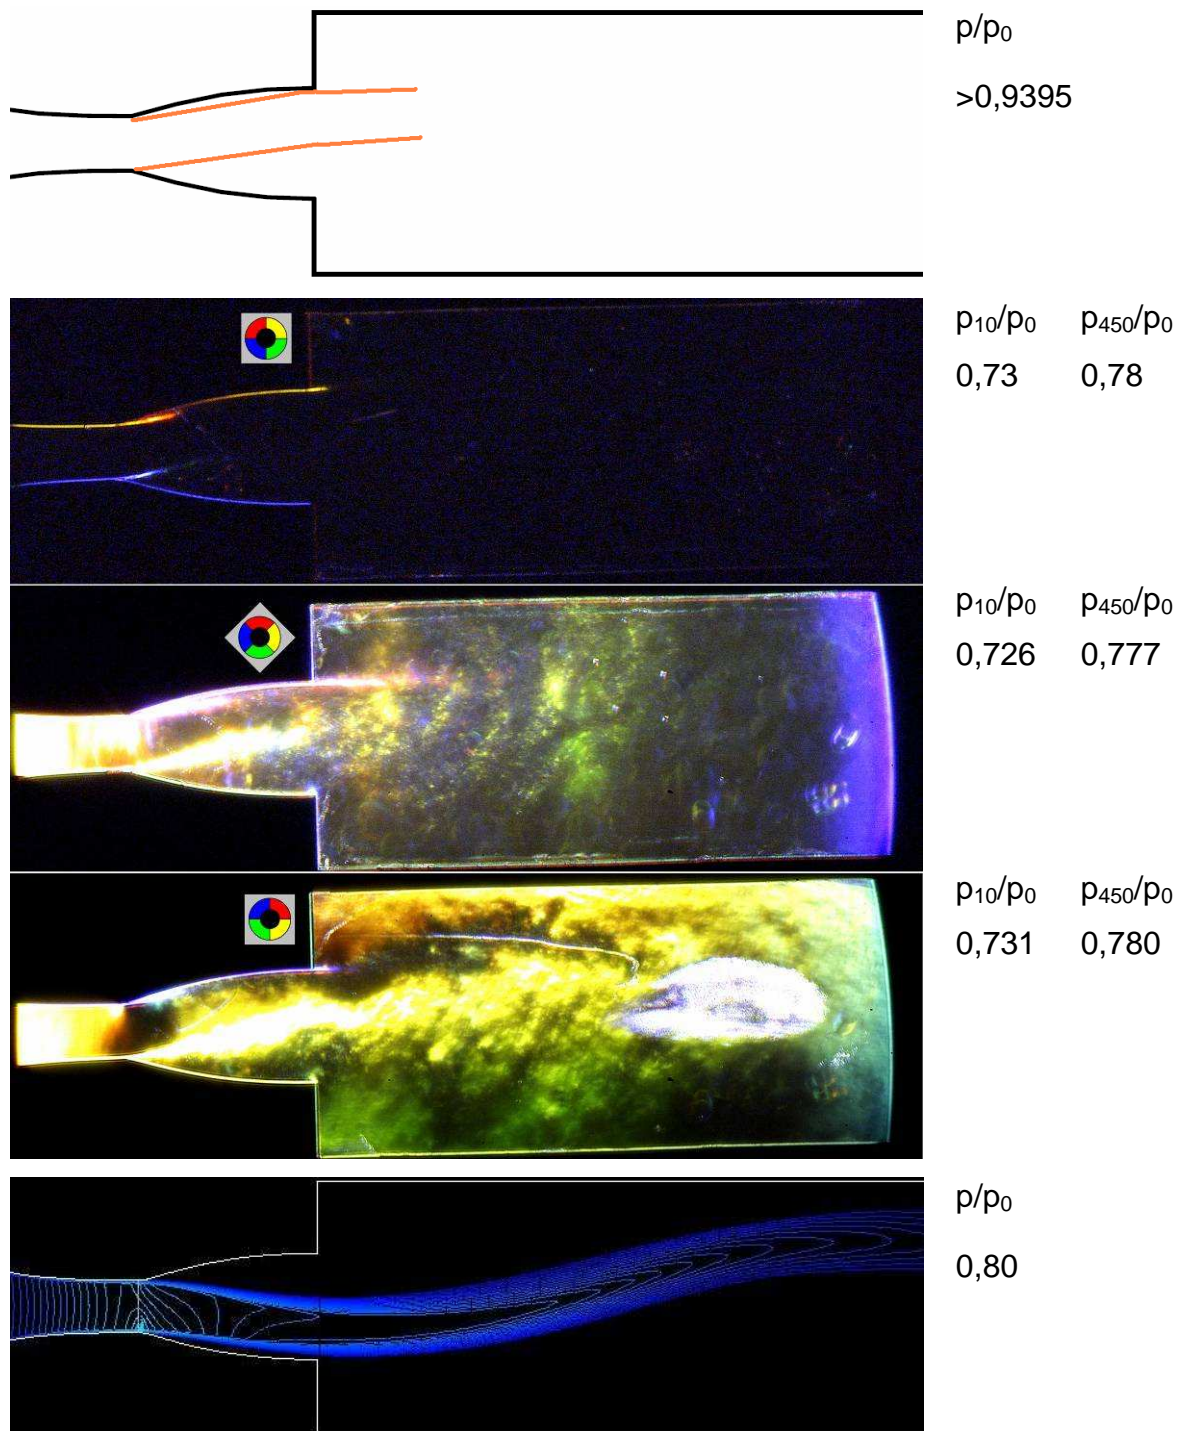 p/p₀
>0,9395
p₁₀/p₀ p₄₅₀/p₀
0,73 0,78
p₁₀/p₀ p₄₅₀/p₀
0,726 0,777
p₁₀/p₀ p₄₅₀/p₀
0,731 0,780
p/p₀
0,80